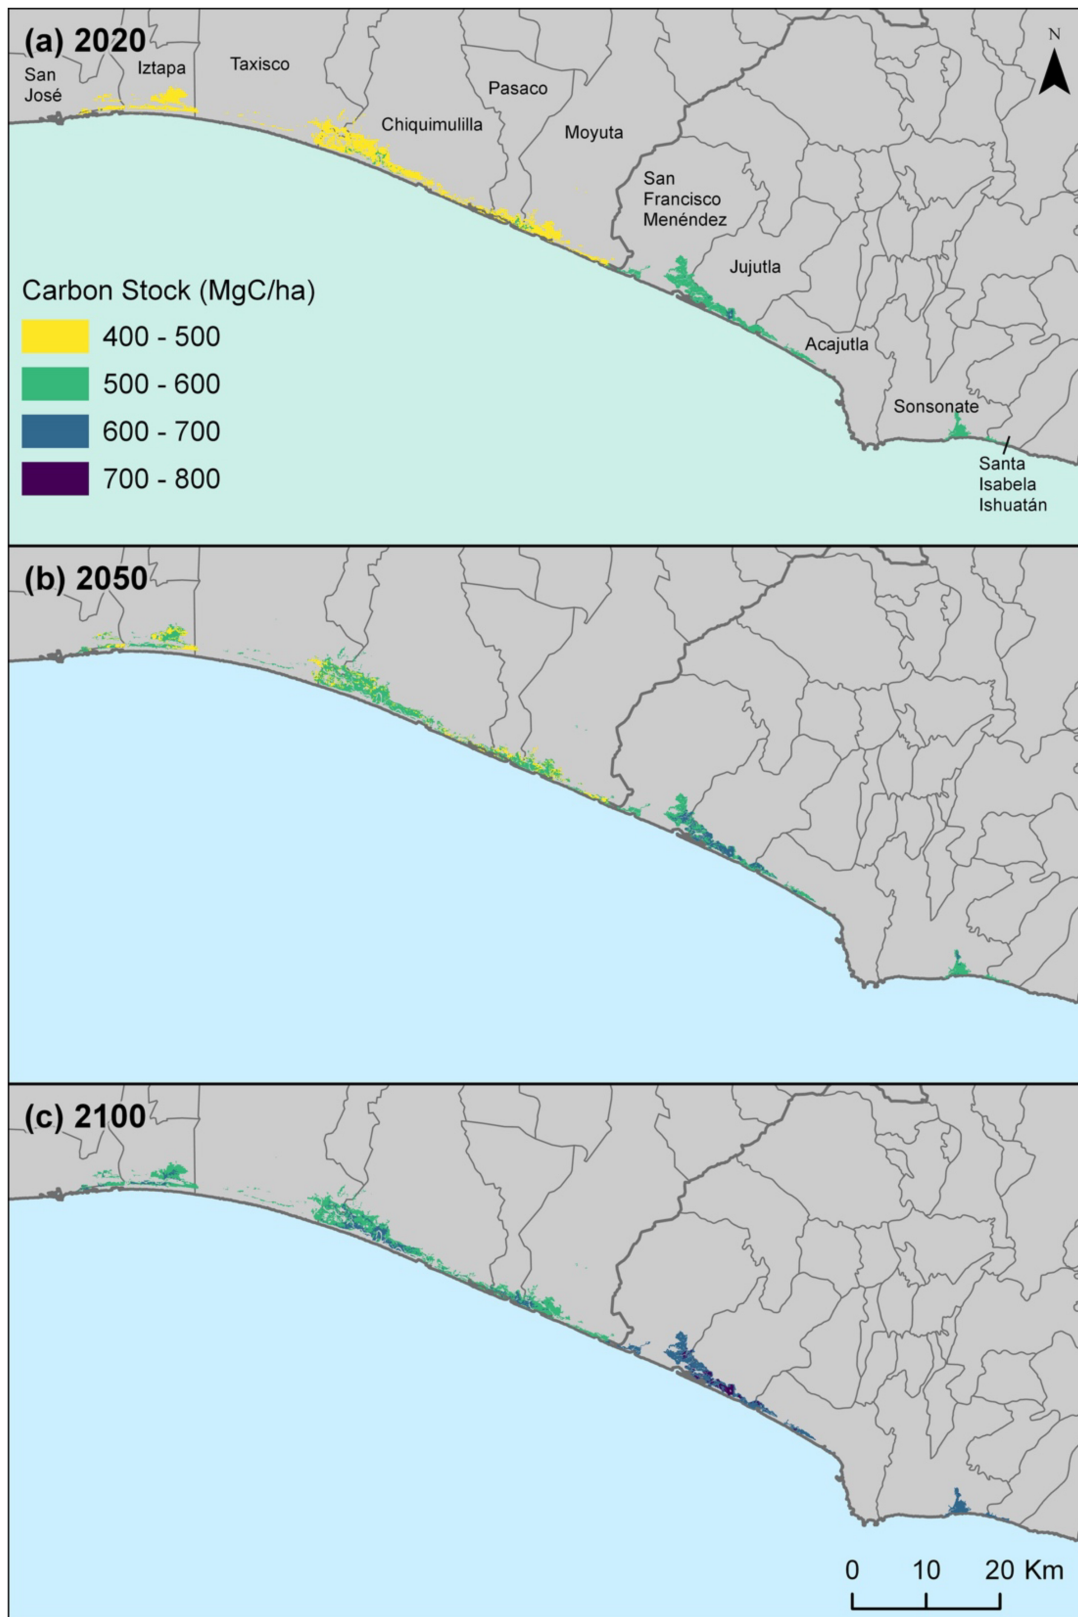 (a) 2020
San
José
Iztapa
Taxisco
Chiquimulilla
Pasaco
Moyuta
San
Francisco
Menéndez
Jujutla
Acajutla
Sonsonate
Santa
Isabela
Ishuatán
N
Carbon Stock (MgC/ha)
400 - 500
500 - 600
600 - 700
700 - 800
(b) 2050
(c) 2100
0 10 20 Km